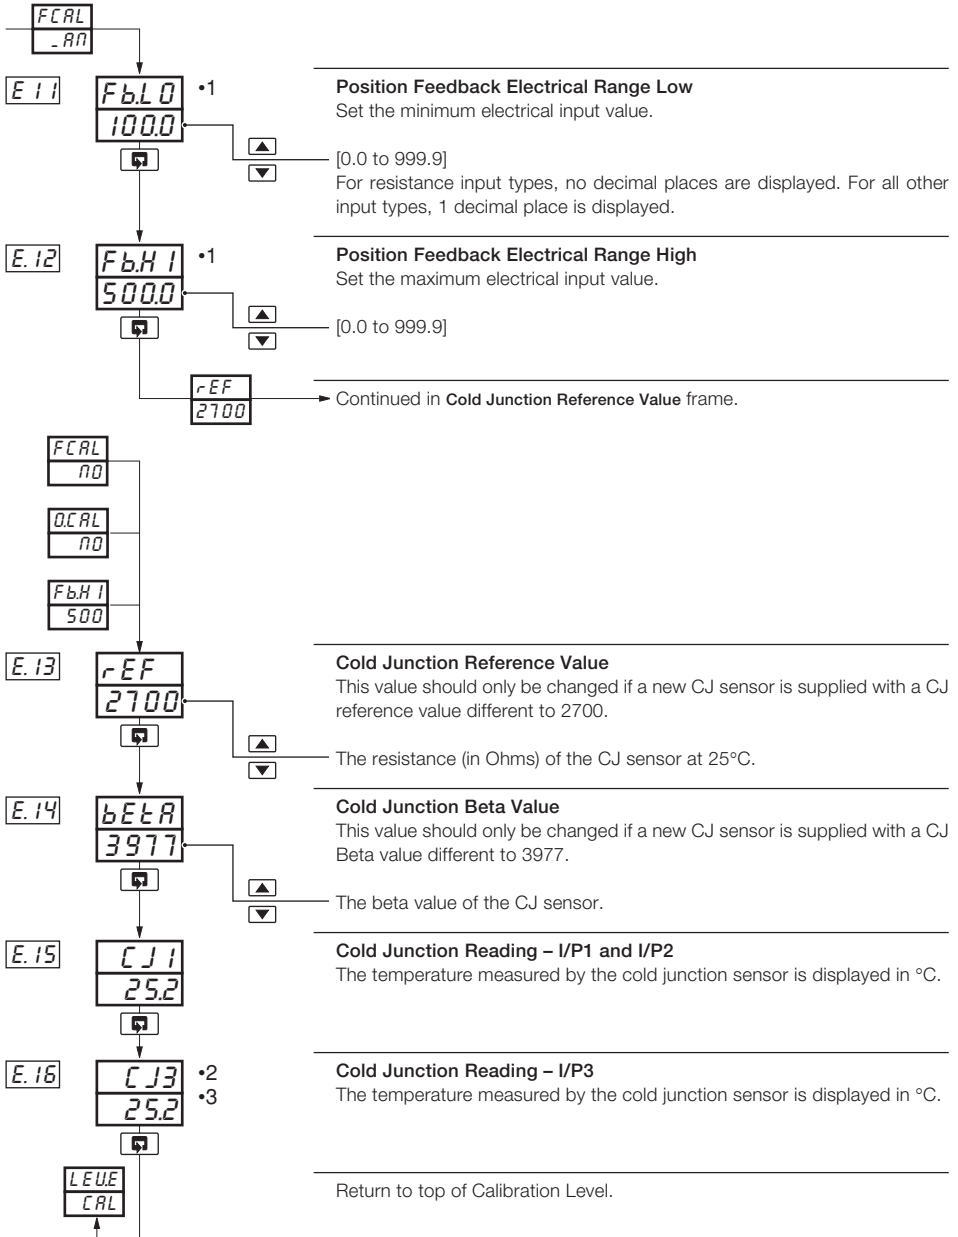 FCAL
_AN
E 11
Fb.LO •1
100.0
Position Feedback Electrical Range Low
Set the minimum electrical input value.
[0.0 to 999.9]
For resistance input types, no decimal places are displayed. For all other
input types, 1 decimal place is displayed.
E.12
Fb.HI •1
500.0
Position Feedback Electrical Range High
Set the maximum electrical input value.
[0.0 to 999.9]
rEF
2700
Continued in Cold Junction Reference Value frame.
FCAL
NO
O.CAL
NO
Fb.HI
500
E.13
rEF
2700
Cold Junction Reference Value
This value should only be changed if a new CJ sensor is supplied with a CJ
reference value different to 2700.
The resistance (in Ohms) of the CJ sensor at 25°C.
E.14
bEtA
3977
Cold Junction Beta Value
This value should only be changed if a new CJ sensor is supplied with a CJ
Beta value different to 3977.
The beta value of the CJ sensor.
E.15
CJ1
25.2
Cold Junction Reading – I/P1 and I/P2
The temperature measured by the cold junction sensor is displayed in °C.
E.16
CJ3 •2
25.2 •3
Cold Junction Reading – I/P3
The temperature measured by the cold junction sensor is displayed in °C.
LEV.E
CAL
Return to top of Calibration Level.